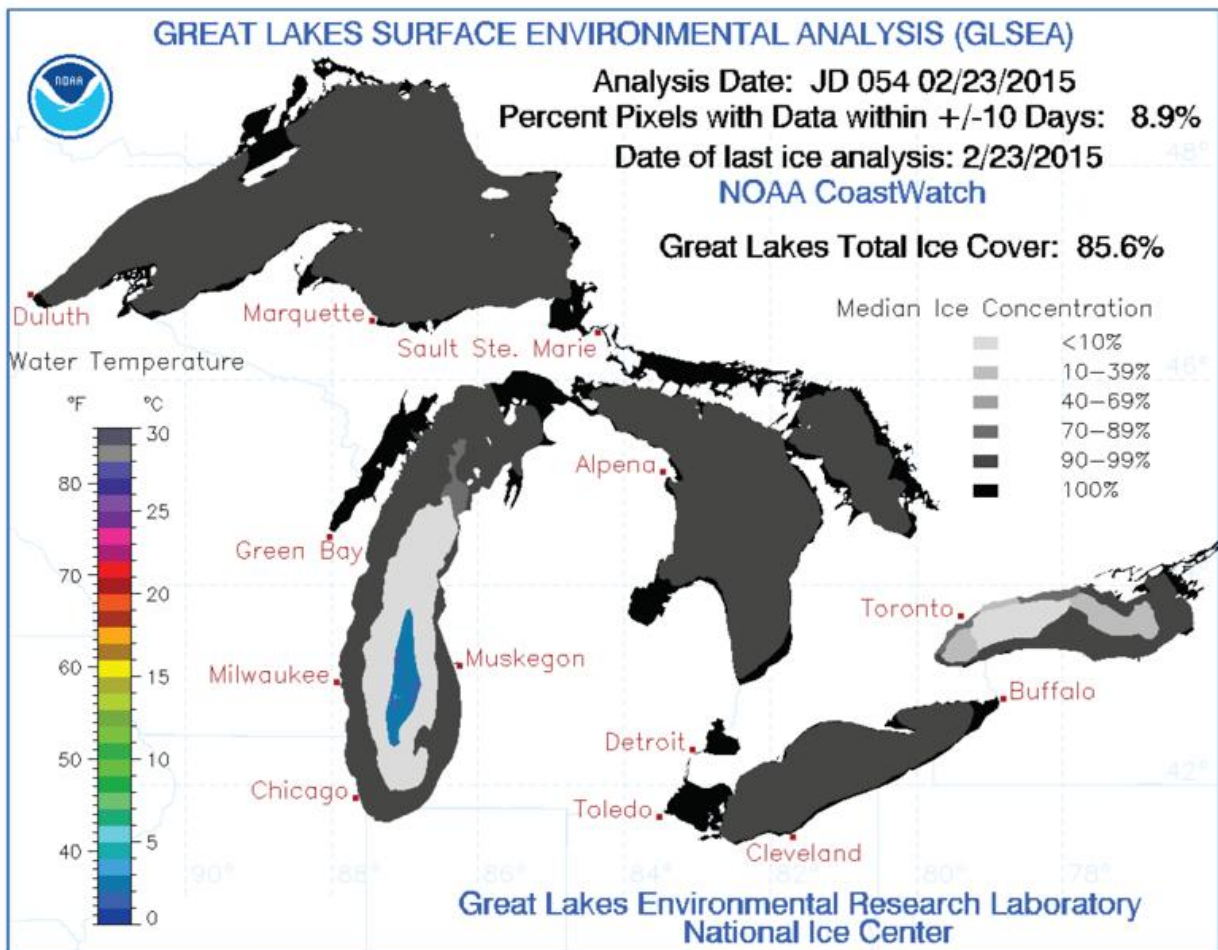 GREAT LAKES SURFACE ENVIRONMENTAL ANALYSIS (GLSEA)
NOAA
Analysis Date: JD 054 02/23/2015
Percent Pixels with Data within +/-10 Days: 8.9%
Date of last ice analysis: 2/23/2015
48°
NOAA CoastWatch
Great Lakes Total Ice Cover: 85.6%
Duluth
Marquette
Sault Ste. Marie
Median Ice Concentration
<10%
10-39%
40-69%
70-89%
90-99%
100%
46°
Water Temperature
°F
°C
30
80
25
70
20
60
15
50
10
5
40
0
Alpena
Green Bay
Toronto
Milwaukee
Muskegon
Buffalo
Detroit
Chicago
42°
Toledo
Cleveland
90°
88°
86°
84°
82°
80°
78°
Great Lakes Environmental Research Laboratory
National Ice Center